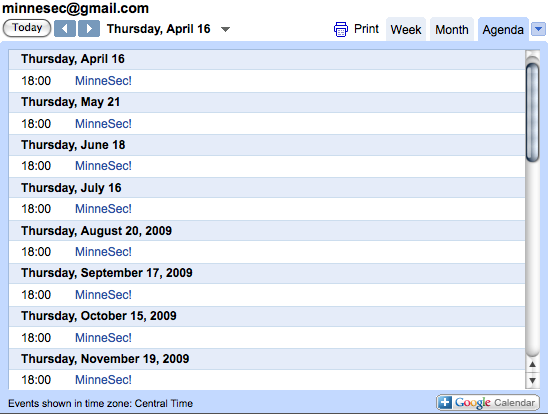 minnesec@gmail.com
Today Thursday, April 16 Print Week Month Agenda
Thursday, April 16
18:00 MinneSec!
Thursday, May 21
18:00 MinneSec!
Thursday, June 18
18:00 MinneSec!
Thursday, July 16
18:00 MinneSec!
Thursday, August 20, 2009
18:00 MinneSec!
Thursday, September 17, 2009
18:00 MinneSec!
Thursday, October 15, 2009
18:00 MinneSec!
Thursday, November 19, 2009
18:00 MinneSec!
Events shown in time zone: Central Time Google Calendar